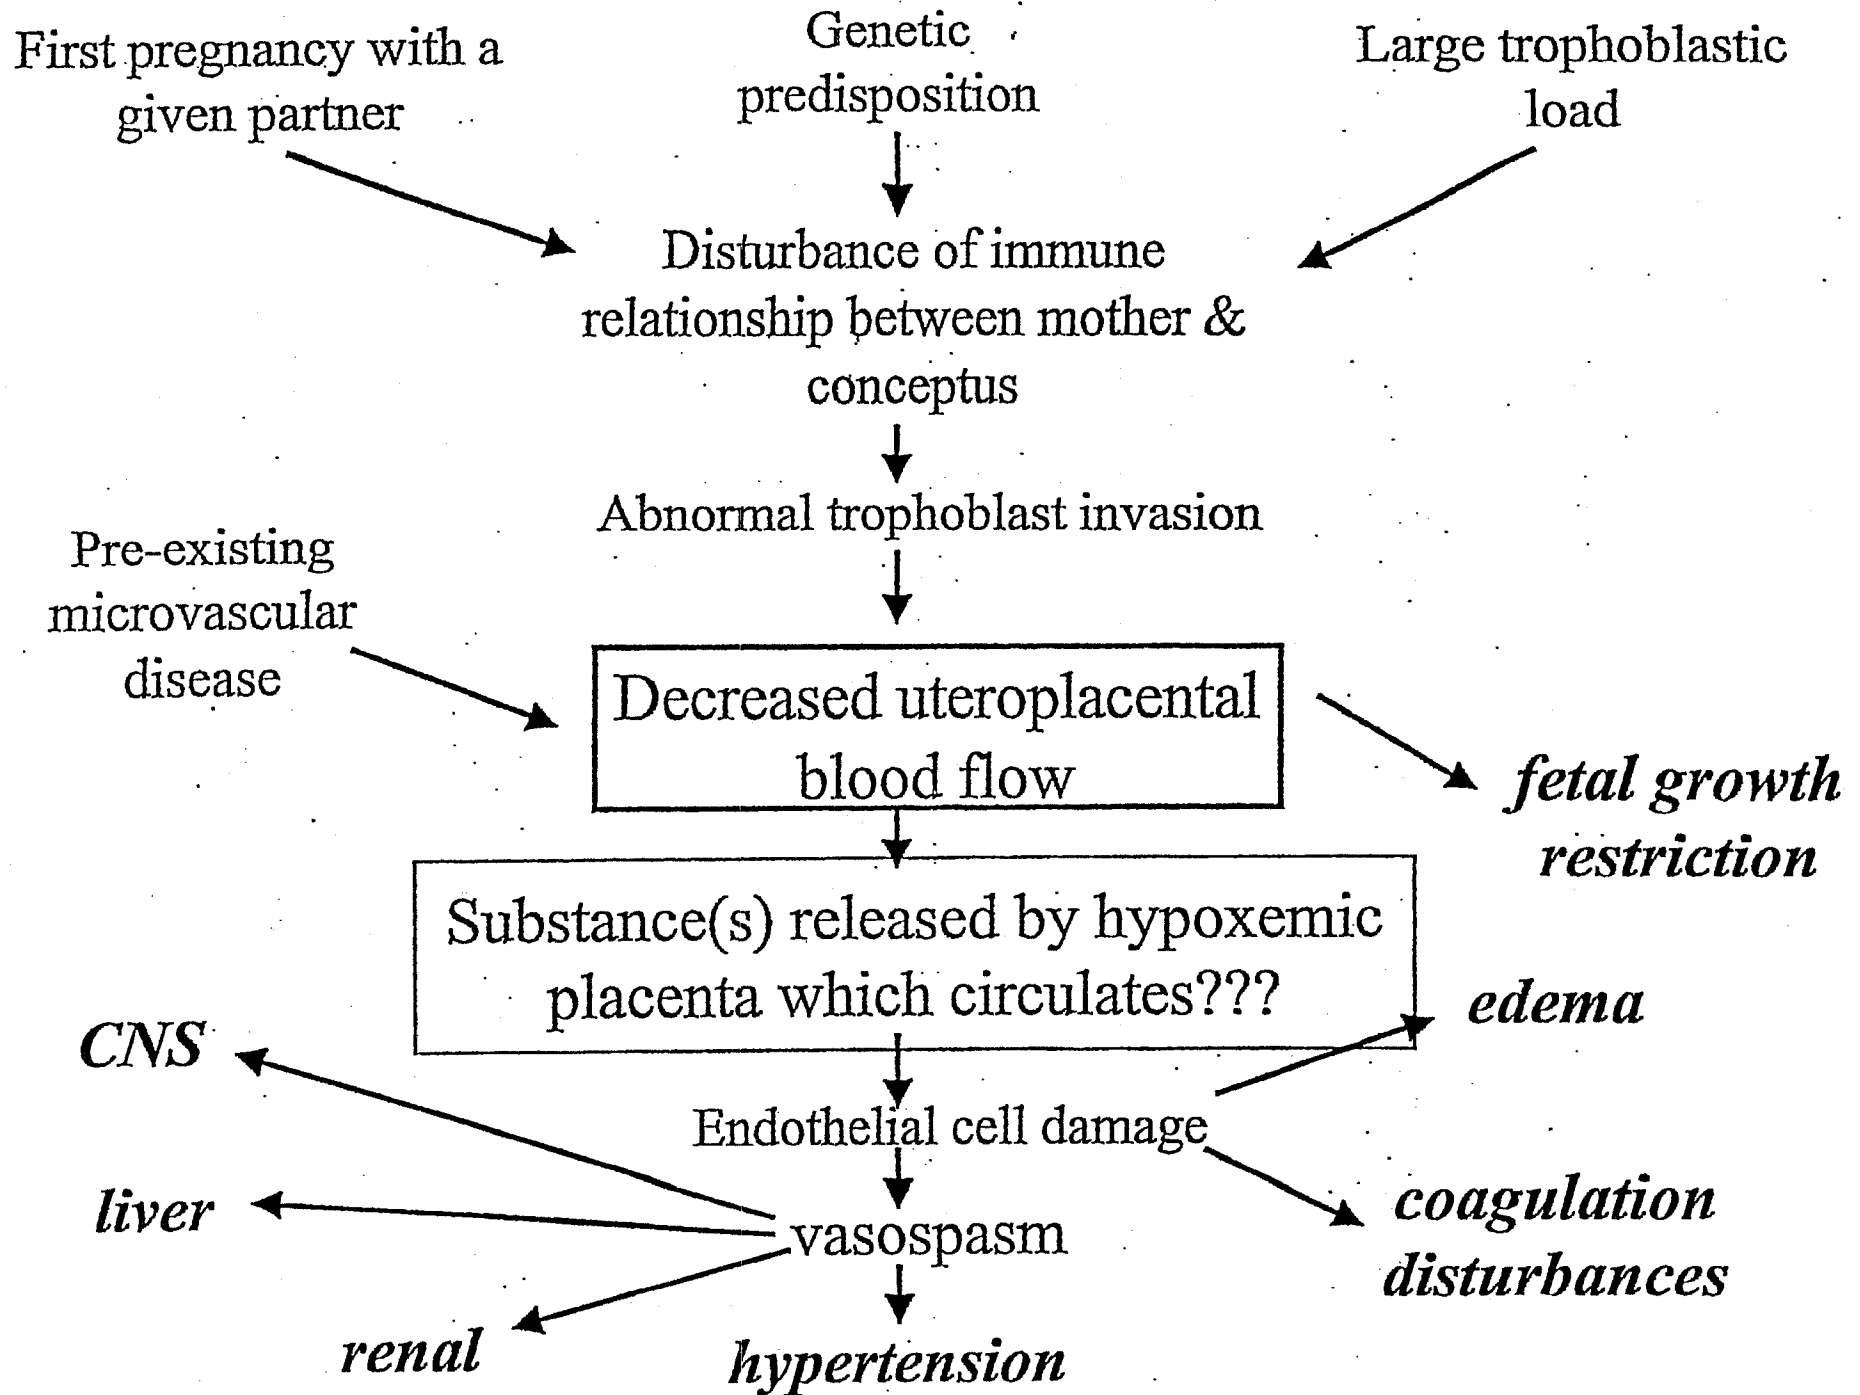 First pregnancy with a
given partner
Genetic
predisposition
Large trophoblastic
load
Disturbance of immune
relationship between mother &
conceptus
Abnormal trophoblast invasion
Pre-existing
microvascular
disease
Decreased uteroplacental
blood flow
fetal growth
restriction
Substance(s) released by hypoxemic
placenta which circulates???
edema
CNS
Endothelial cell damage
liver
vasospasm
coagulation
disturbances
renal
hypertension